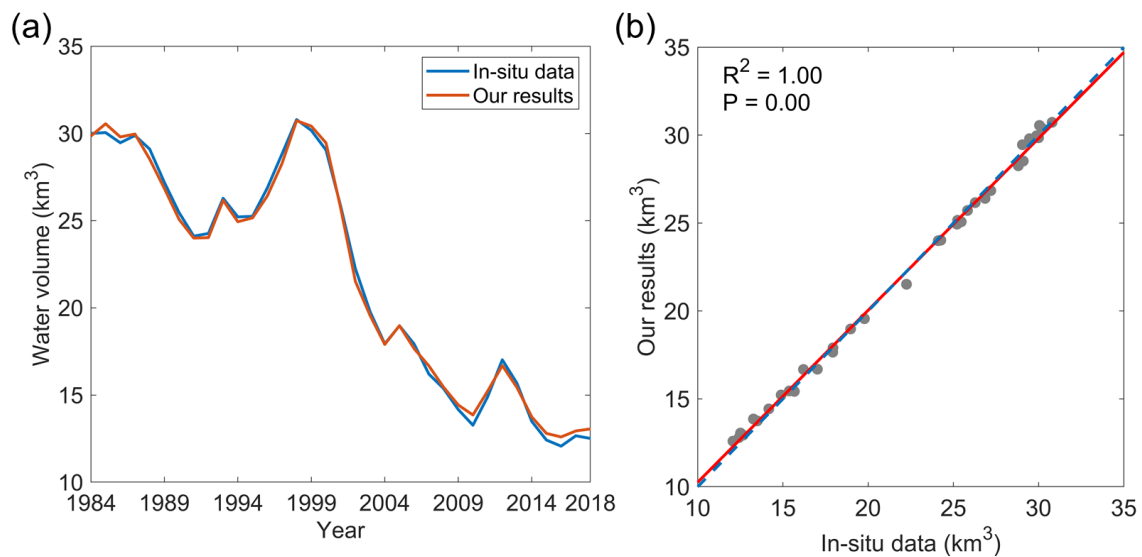 (a)
35
30
25
20
15
10
Water volume (km³)
1984 1989 1994 1999 2004 2009 2014 2018
Year
In-situ data
Our results
(b)
35
30
25
20
15
10
Our results (km³)
R² = 1.00
P = 0.00
10 15 20 25 30 35
In-situ data (km³)